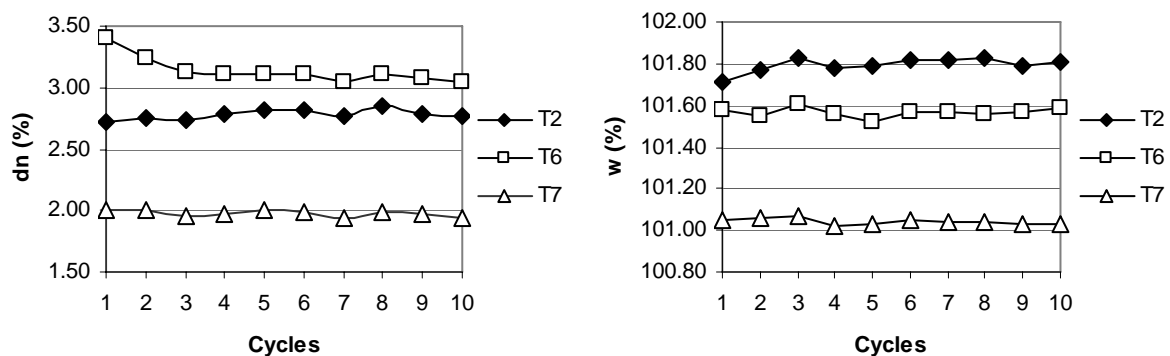 dn (%)
3.50
3.00
2.50
2.00
1.50
1 2 3 4 5 6 7 8 9 10
Cycles
T2
T6
T7
w (%)
102.00
101.80
101.60
101.40
101.20
101.00
100.80
1 2 3 4 5 6 7 8 9 10
Cycles
T2
T6
T7